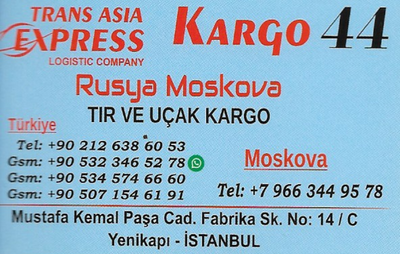 TRANS ASIA
EXPRESS
LOGISTIC COMPANY
KARGO 44
Rusya Moskova
TIR VE UÇAK KARGO
Türkiye
Tel: +90 212 638 60 53
Gsm: +90 532 346 52 78
Gsm: +90 534 574 66 60
Gsm: +90 507 154 61 91
Moskova
Tel: +7 966 344 95 78
Mustafa Kemal Paşa Cad. Fabrika Sk. No: 14 / C
Yenikapı - İSTANBUL